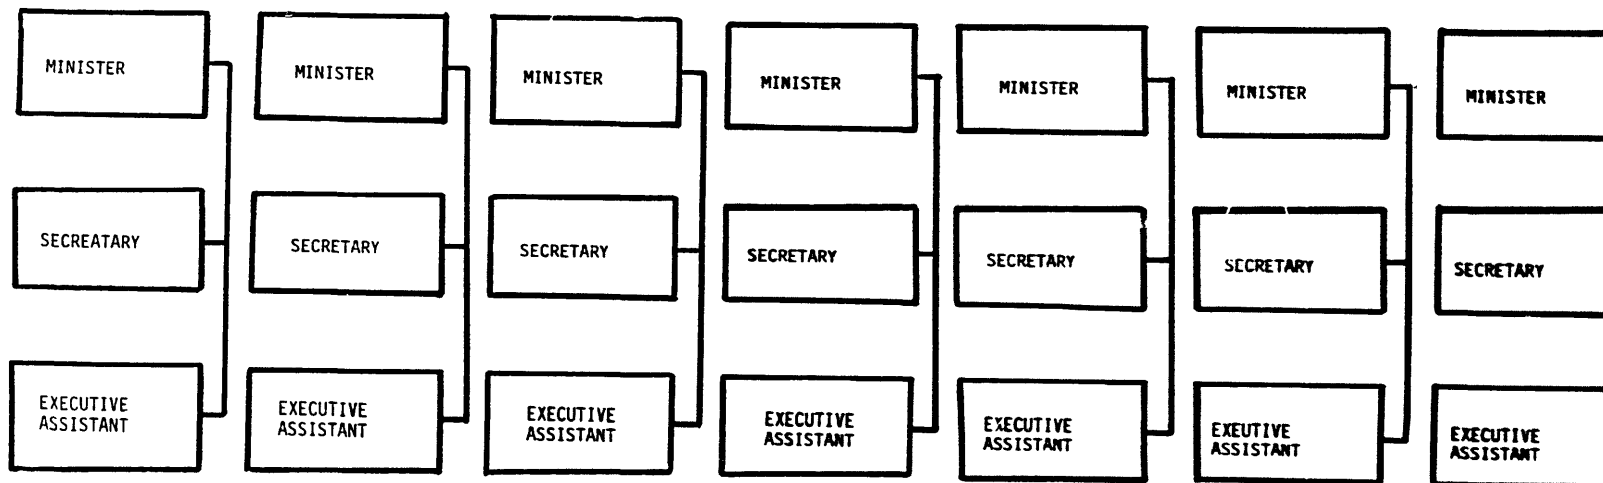 MINISTER
MINISTER
MINISTER
MINISTER
MINISTER
MINISTER
MINISTER
SECREATARY
SECRETARY
SECRETARY
SECRETARY
SECRETARY
SECRETARY
SECRETARY
EXECUTIVE
ASSISTANT
EXECUTIVE
ASSISTANT
EXECUTIVE
ASSISTANT
EXECUTIVE
ASSISTANT
EXECUTIVE
ASSISTANT
EXEUTIVE
ASSISTANT
EXECUTIVE
ASSISTANT